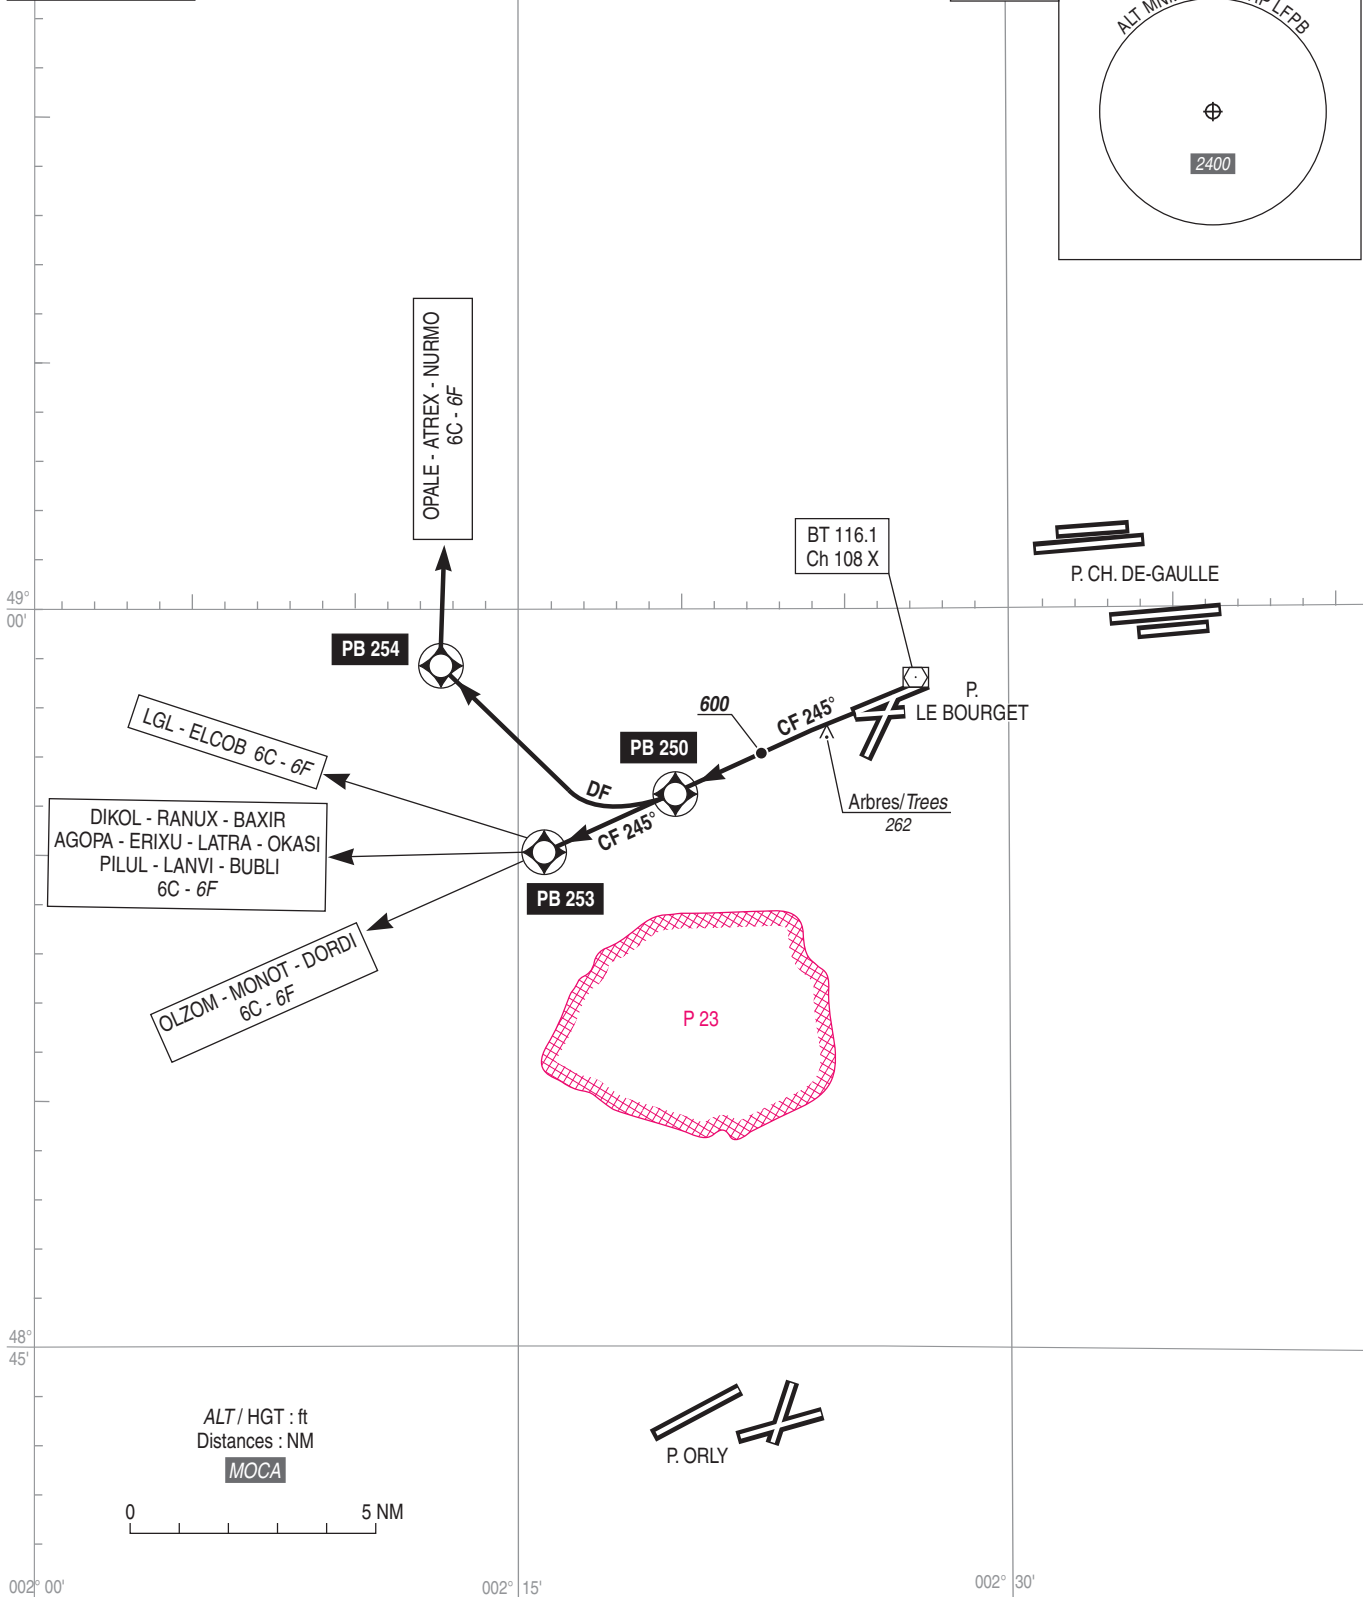 LFPB
2400
OPALE - ATREX - NURMO
6C - 6F
BT 116.1
Ch 108 X
P. CH. DE-GAULLE
49°
00'
PB 254
P.
LE BOURGET
600
CF 245°
LGL - ELCOB 6C - 6F
PB 250
DF
Arbres/Trees
262
DIKOL - RANUX - BAXIR
AGOPA - ERIXU - LATRA - OKASI
PILUL - LANVI - BUBLI
6C - 6F
CF 245°
PB 253
OLZOM - MONOT - DORDI
6C - 6F
P 23
48°
45'
ALT / HGT : ft
Distances : NM
MOCA
P. ORLY
0 5 NM
002° 00'
002° 15'
002° 30'